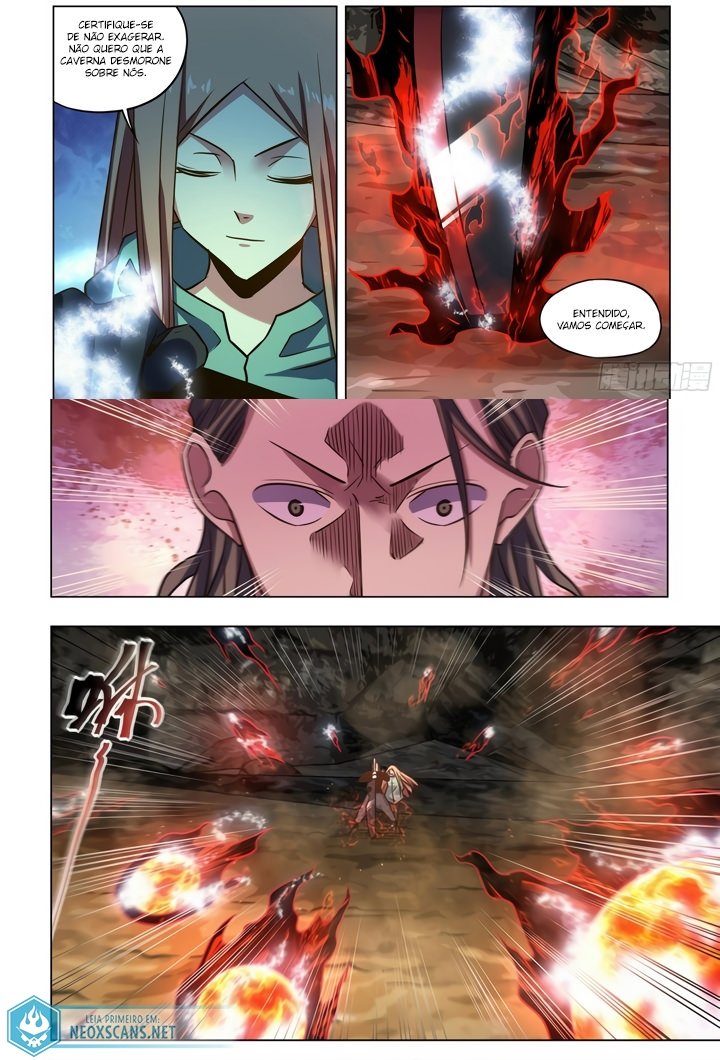 CERTIFIQUE-SE
DE NÃO EXAGERAR.
NÃO QUERO QUE A
CAVERNA DESMORONE
SOBRE NÓS.
ENTENDIDO,
VAMOS COMEÇAR.
LEIA PRIMEIRO EM:
NEOXSCANS.NET